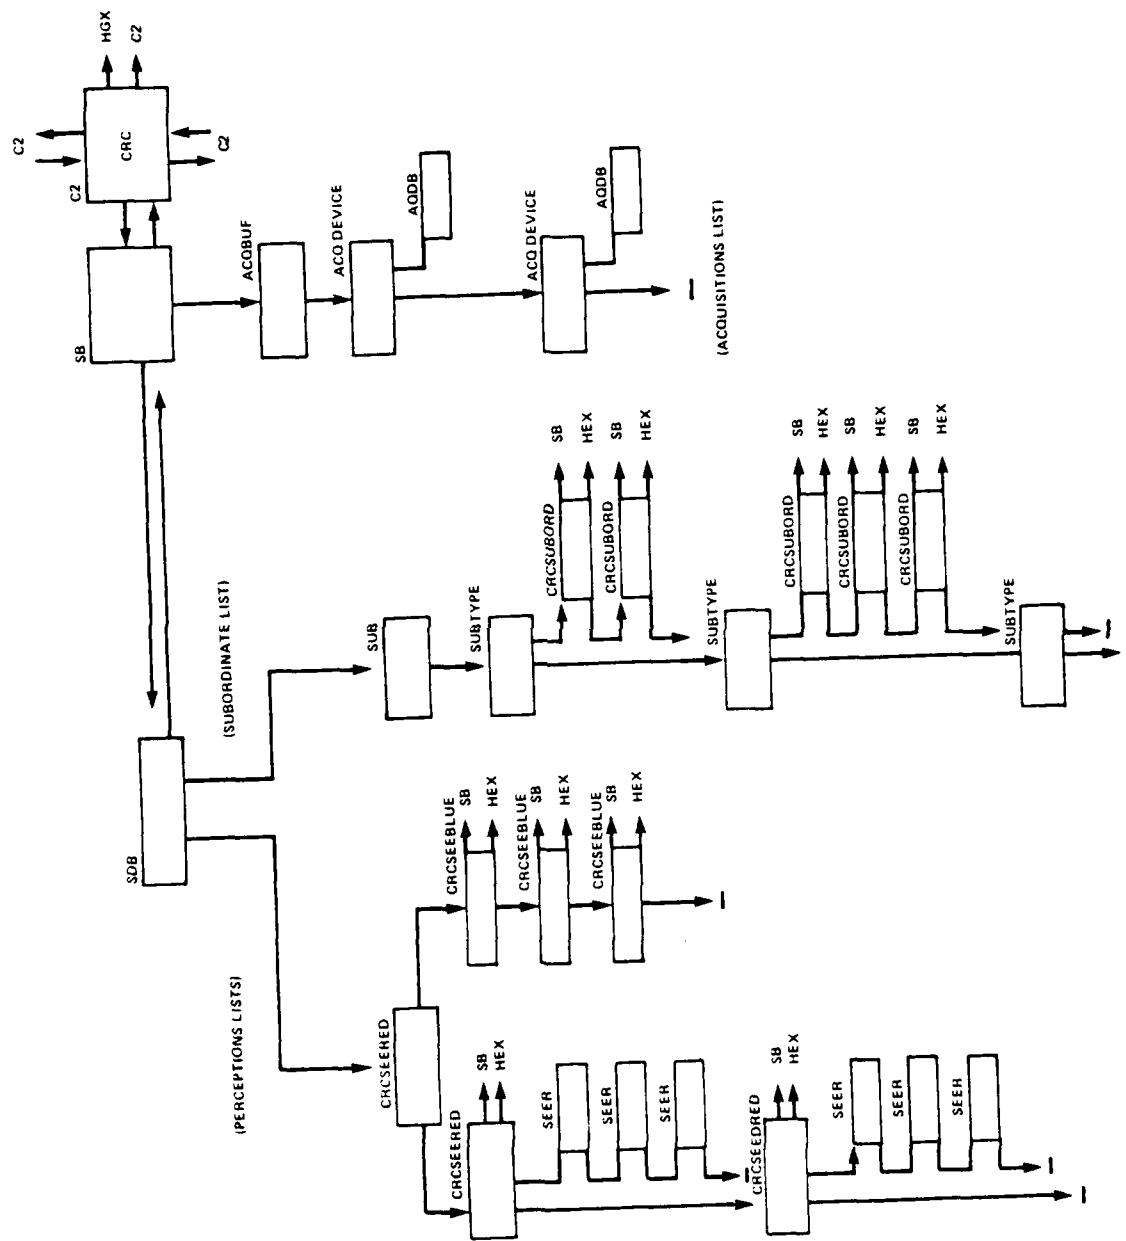 C2
HGX
C2
CRC
C2
C2
SB
ACQBUF
ACQ DEVICE
AQDB
ACQ DEVICE
AQDB
(ACQUISITIONS LIST)
SDB
(SUBORDINATE LIST)
SUB
SUBTYPE
CRCSUBORD
SB
HEX
CRCSUBORD
SB
HEX
SUBTYPE
CRCSUBORD
SB
HEX
CRCSUBORD
SB
HEX
CRCSUBORD
SB
HEX
SUBTYPE
(PERCEPTIONS LISTS)
CRCSEERED
CRCSEEBLUE
SB
HEX
CRCSEEBLUE
SB
HEX
CRCSEEBLUE
SB
HEX
CRCSEERED
SB
HEX
SEER
SEER
SEER
CRCSEEDRED
SB
HEX
SEER
SEER
SEER